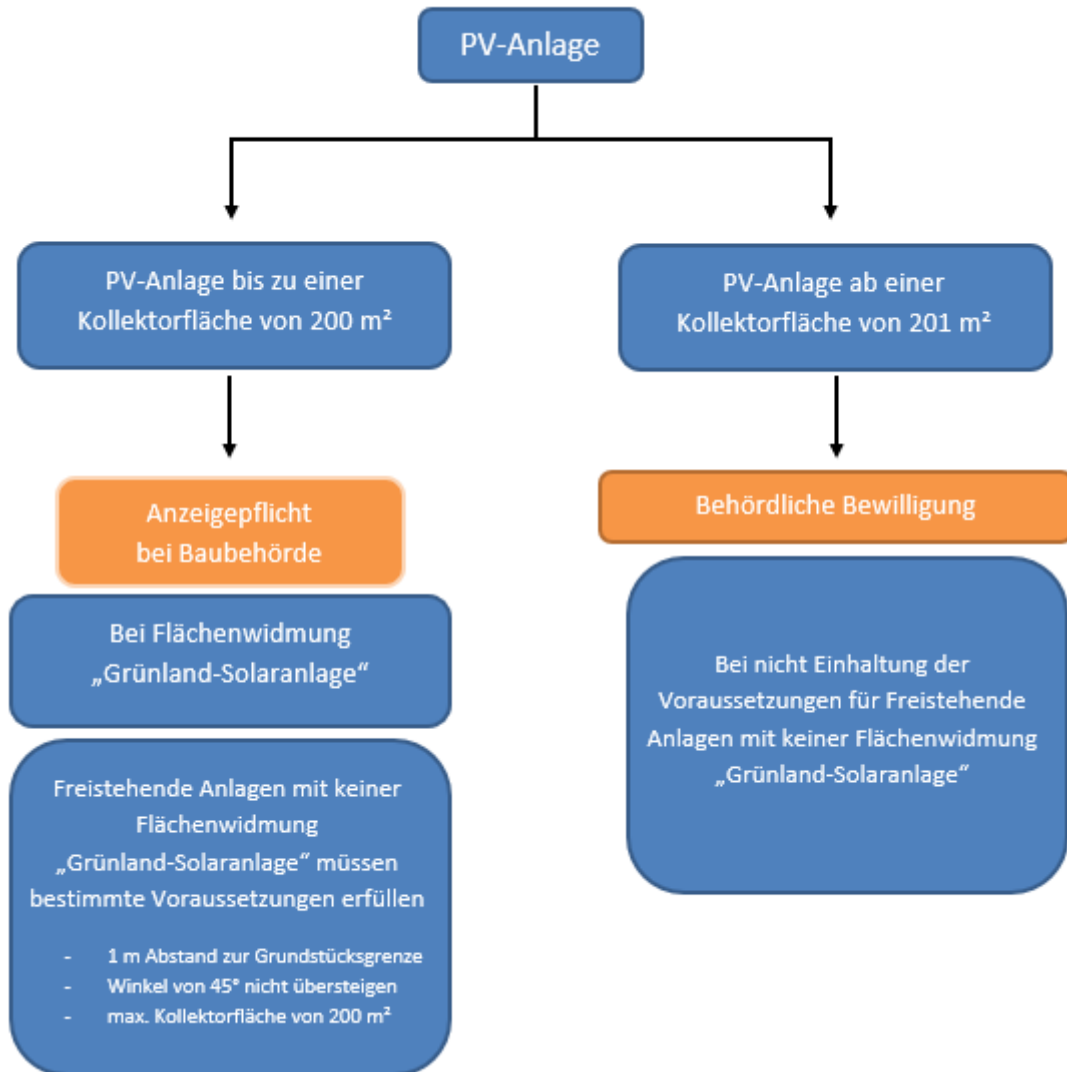 PV-Anlage
PV-Anlage bis zu einer
Kollektorfläche von 200 m²
PV-Anlage ab einer
Kollektorfläche von 201 m²
Anzeigepflicht
bei Baubehörde
Behördliche Bewilligung
Bei Flächenwidmung
„Grünland-Solaranlage“
Bei nicht Einhaltung der
Voraussetzungen für Freistehende
Anlagen mit keiner Flächenwidmung
„Grünland-Solaranlage“
Freistehende Anlagen mit keiner
Flächenwidmung
„Grünland-Solaranlage“ müssen
bestimmte Voraussetzungen erfüllen
- 1 m Abstand zur Grundstücksgrenze
- Winkel von 45° nicht übersteigen
- max. Kollektorfläche von 200 m²